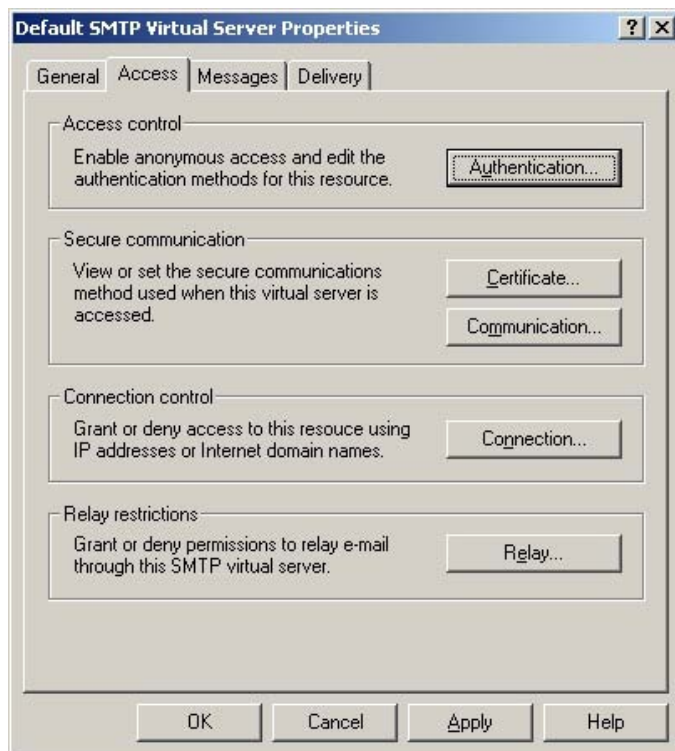 Default SMTP Virtual Server Properties
General Access Messages Delivery
Access control
Enable anonymous access and edit the
authentication methods for this resource.
Authentication...
Secure communication
View or set the secure communications
method used when this virtual server is
accessed.
Certificate...
Communication...
Connection control
Grant or deny access to this resouce using
IP addresses or Internet domain names.
Connection...
Relay restrictions
Grant or deny permissions to relay e-mail
through this SMTP virtual server.
Relay...
OK Cancel Apply Help